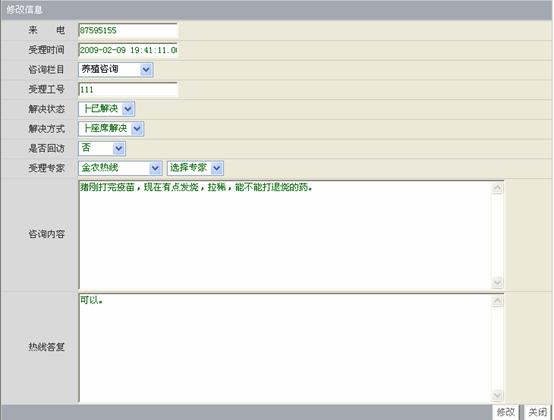 修改信息
来 电 87595155
受理时间 2009-02-09 19:41:11.0
咨询栏目 养殖咨询
受理工号 111
解决状态 ├已解决
解决方式 ├座席解决
是否回访 否
受理专家 金农热线 选择专家
咨询内容 猪刚打完疫苗，现在有点发烧，拉稀，能不能打退烧的药。
热线答复 可以。
修改 关闭